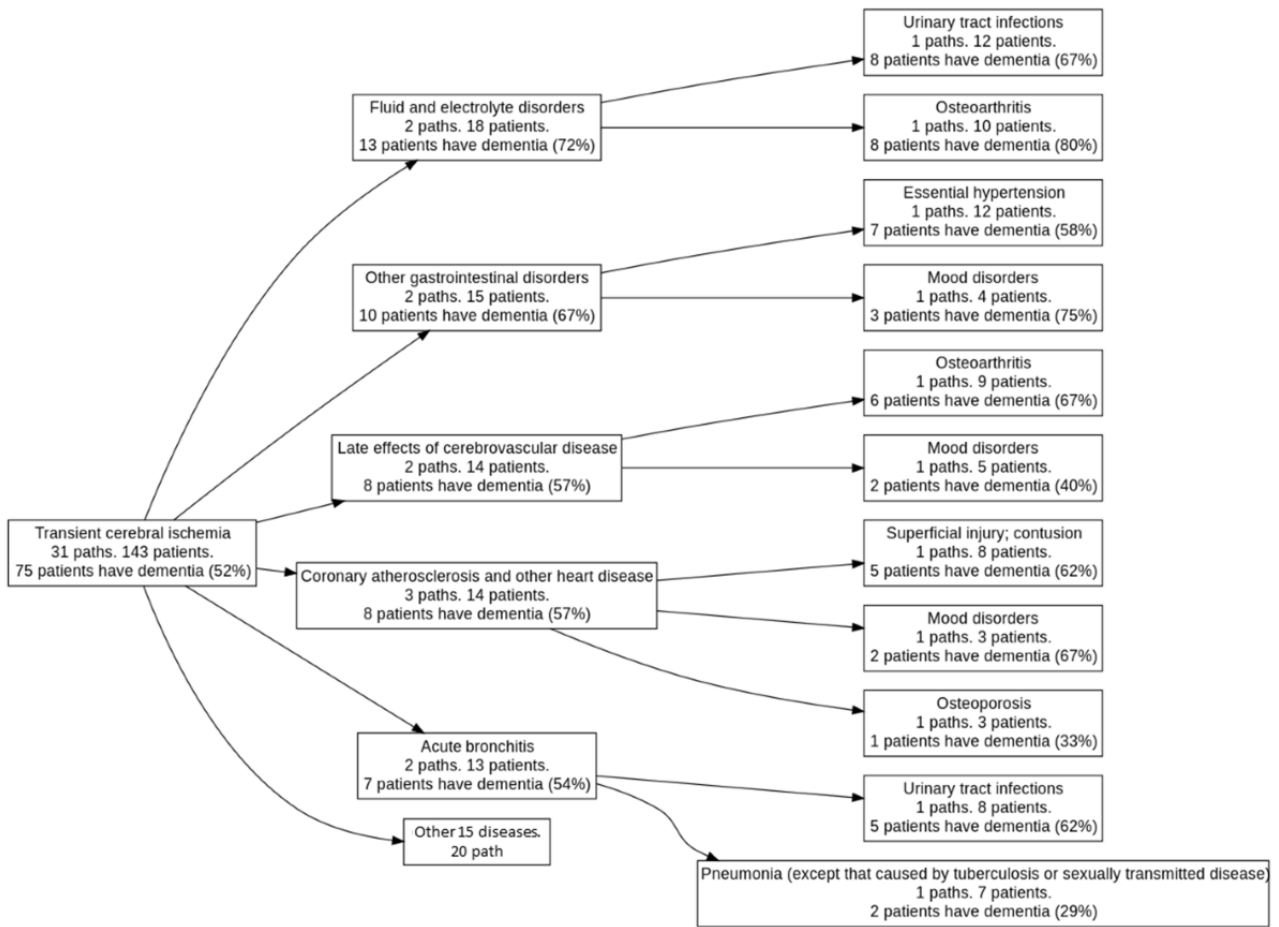 Urinary tract infections
1 paths. 12 patients.
8 patients have dementia (67%)
Fluid and electrolyte disorders
2 paths. 18 patients.
13 patients have dementia (72%)
Osteoarthritis
1 paths. 10 patients.
8 patients have dementia (80%)
Essential hypertension
1 paths. 12 patients.
7 patients have dementia (58%)
Other gastrointestinal disorders
2 paths. 15 patients.
10 patients have dementia (67%)
Mood disorders
1 paths. 4 patients.
3 patients have dementia (75%)
Osteoarthritis
1 paths. 9 patients.
6 patients have dementia (67%)
Late effects of cerebrovascular disease
2 paths. 14 patients.
8 patients have dementia (57%)
Mood disorders
1 paths. 5 patients.
2 patients have dementia (40%)
Transient cerebral ischemia
31 paths. 143 patients.
75 patients have dementia (52%)
Superficial injury; contusion
1 paths. 8 patients.
5 patients have dementia (62%)
Coronary atherosclerosis and other heart disease
3 paths. 14 patients.
8 patients have dementia (57%)
Mood disorders
1 paths. 3 patients.
2 patients have dementia (67%)
Osteoporosis
1 paths. 3 patients.
1 patients have dementia (33%)
Acute bronchitis
2 paths. 13 patients.
7 patients have dementia (54%)
Urinary tract infections
1 paths. 8 patients.
5 patients have dementia (62%)
Other 15 diseases.
20 path
Pneumonia (except that caused by tuberculosis or sexually transmitted disease)
1 paths. 7 patients.
2 patients have dementia (29%)